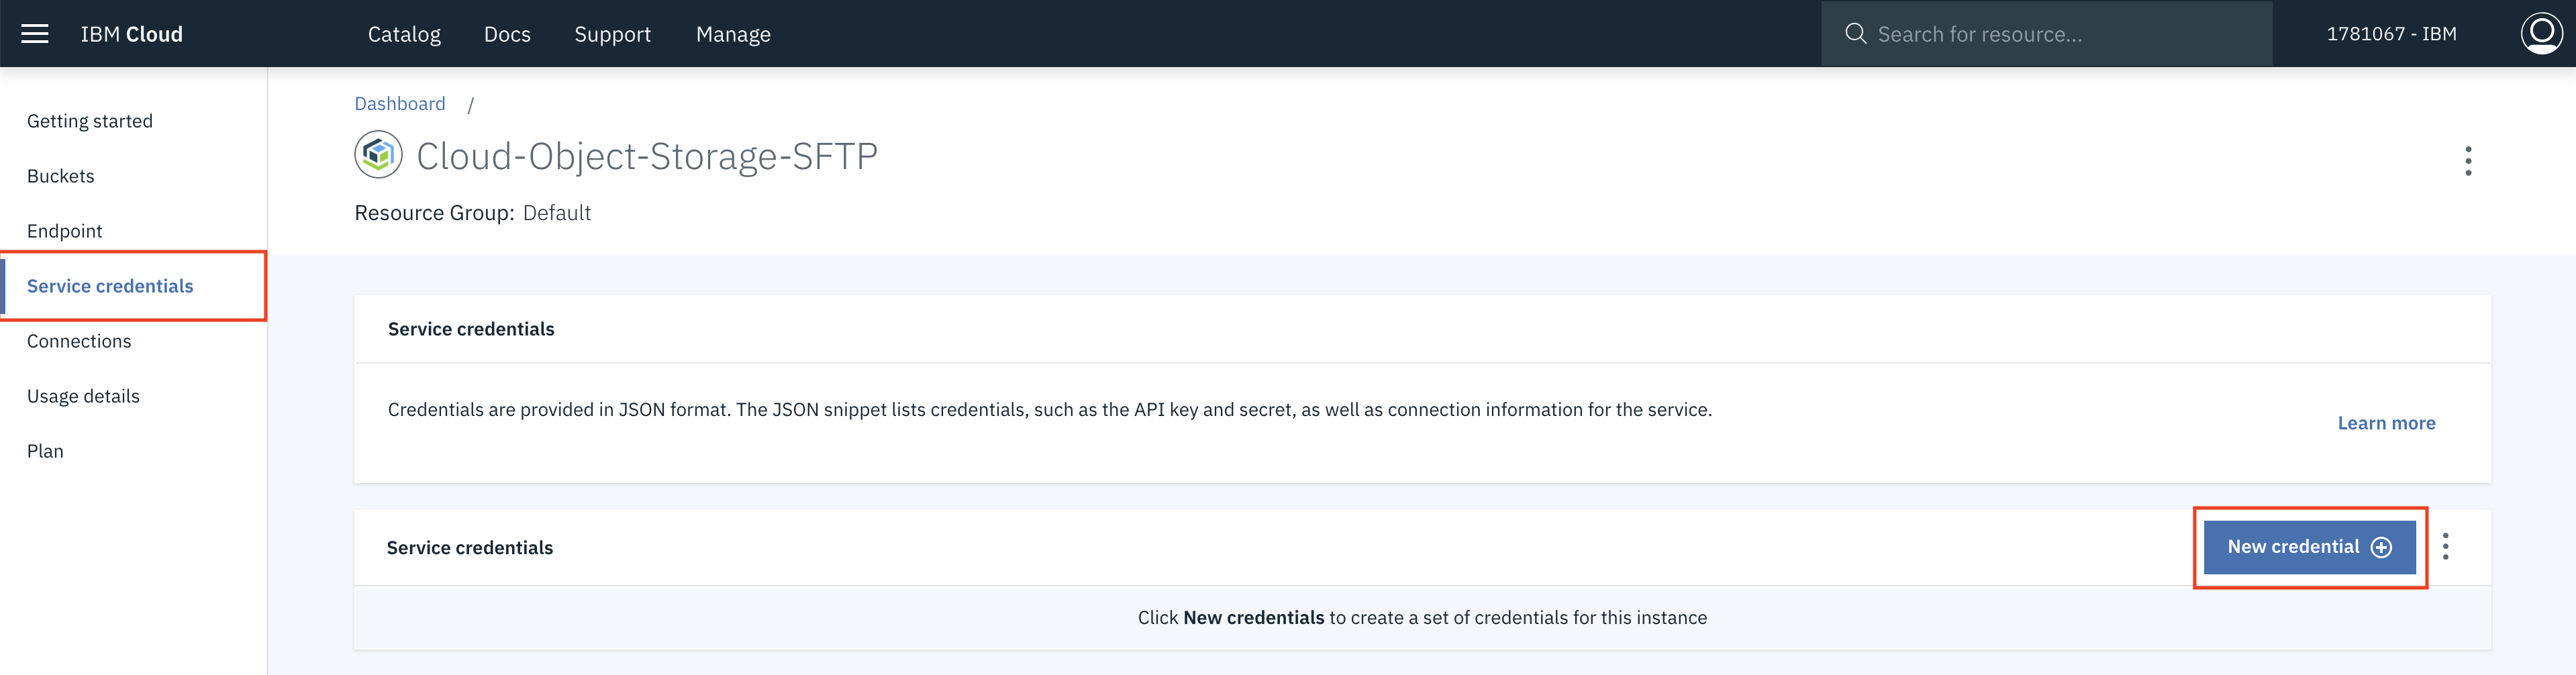 IBM Cloud Catalog Docs Support Manage Search for resource... 1781067 - IBM
Getting started
Buckets
Endpoint
Service credentials
Connections
Usage details
Plan
Dashboard /
Cloud-Object-Storage-SFTP
Resource Group: Default
Service credentials
Credentials are provided in JSON format. The JSON snippet lists credentials, such as the API key and secret, as well as connection information for the service.
Learn more
Service credentials
New credential
Click New credentials to create a set of credentials for this instance